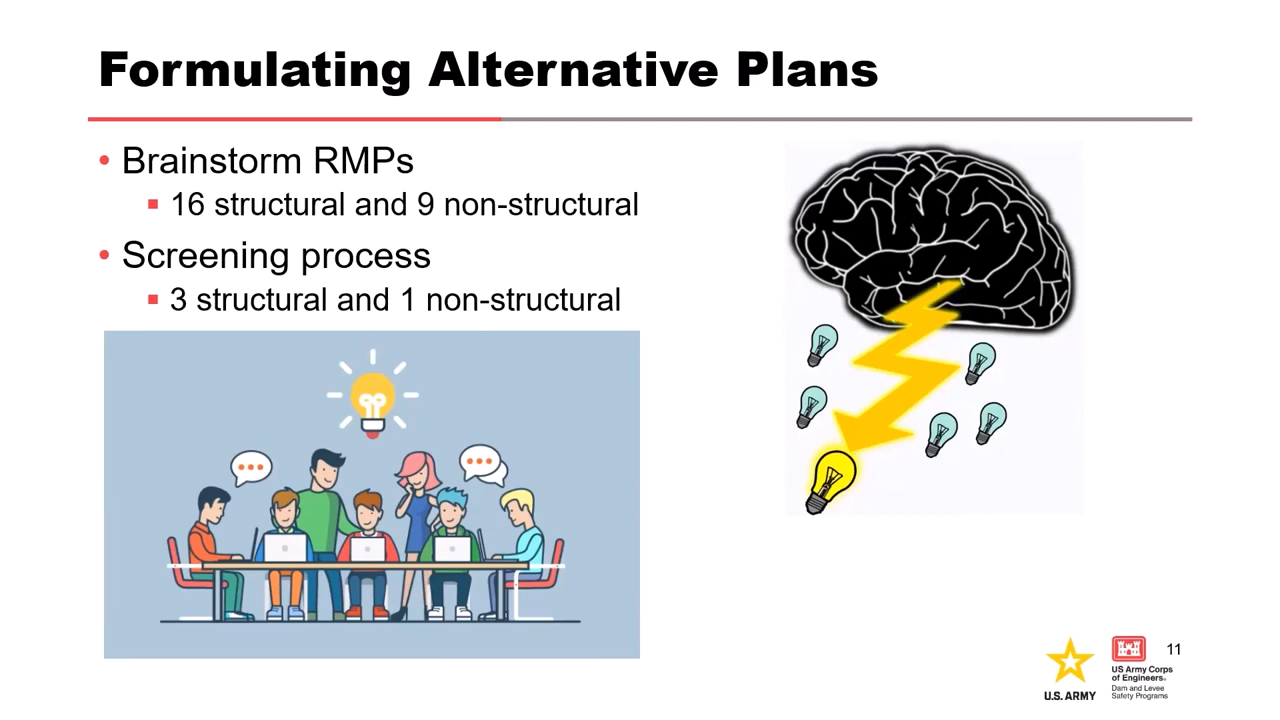 Formulating Alternative Plans
• Brainstorm RMPs
▪ 16 structural and 9 non-structural
• Screening process
▪ 3 structural and 1 non-structural
U.S. ARMY
US Army Corps
of Engineers®
Dam and Levee
Safety Programs
11